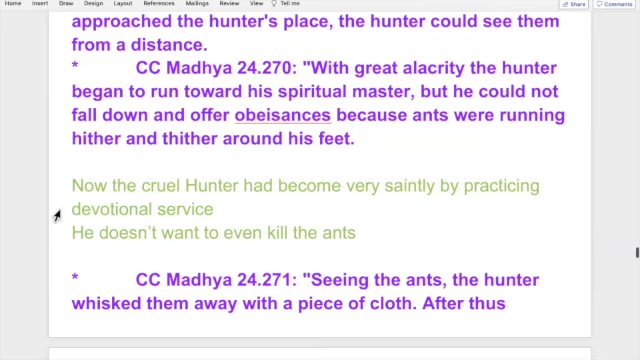 Home Insert Draw Design Layout References Mailings Review View Tell me Share Comments
approached the hunter's place, the hunter could see them
from a distance.
* CC Madhya 24.270: "With great alacrity the hunter
began to run toward his spiritual master, but he could not
fall down and offer obeisances because ants were running
hither and thither around his feet.
Now the cruel Hunter had become very saintly by practicing
devotional service
He doesn't want to even kill the ants
* CC Madhya 24.271: "Seeing the ants, the hunter
whisked them away with a piece of cloth. After thus